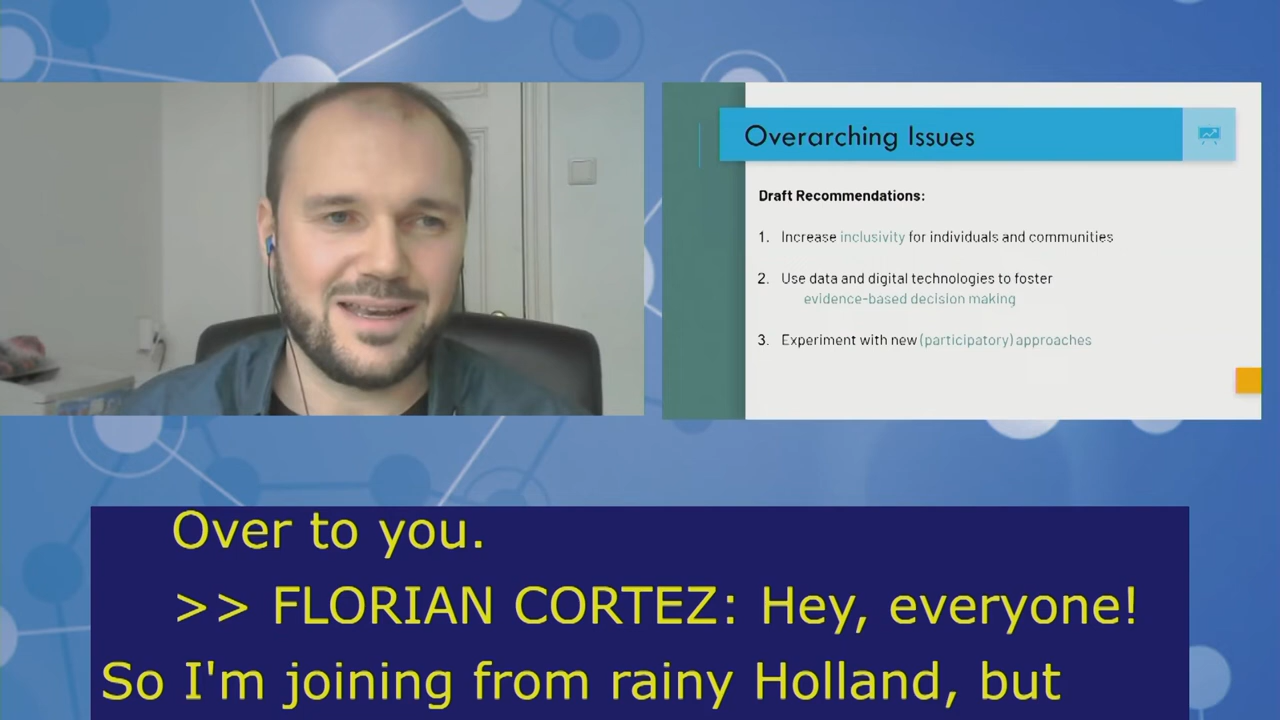 Overarching Issues
Draft Recommendations:
1. Increase inclusivity for individuals and communities
2. Use data and digital technologies to foster
evidence-based decision making
3. Experiment with new (participatory) approaches
Over to you.
>> FLORIAN CORTEZ: Hey, everyone!
So I'm joining from rainy Holland, but